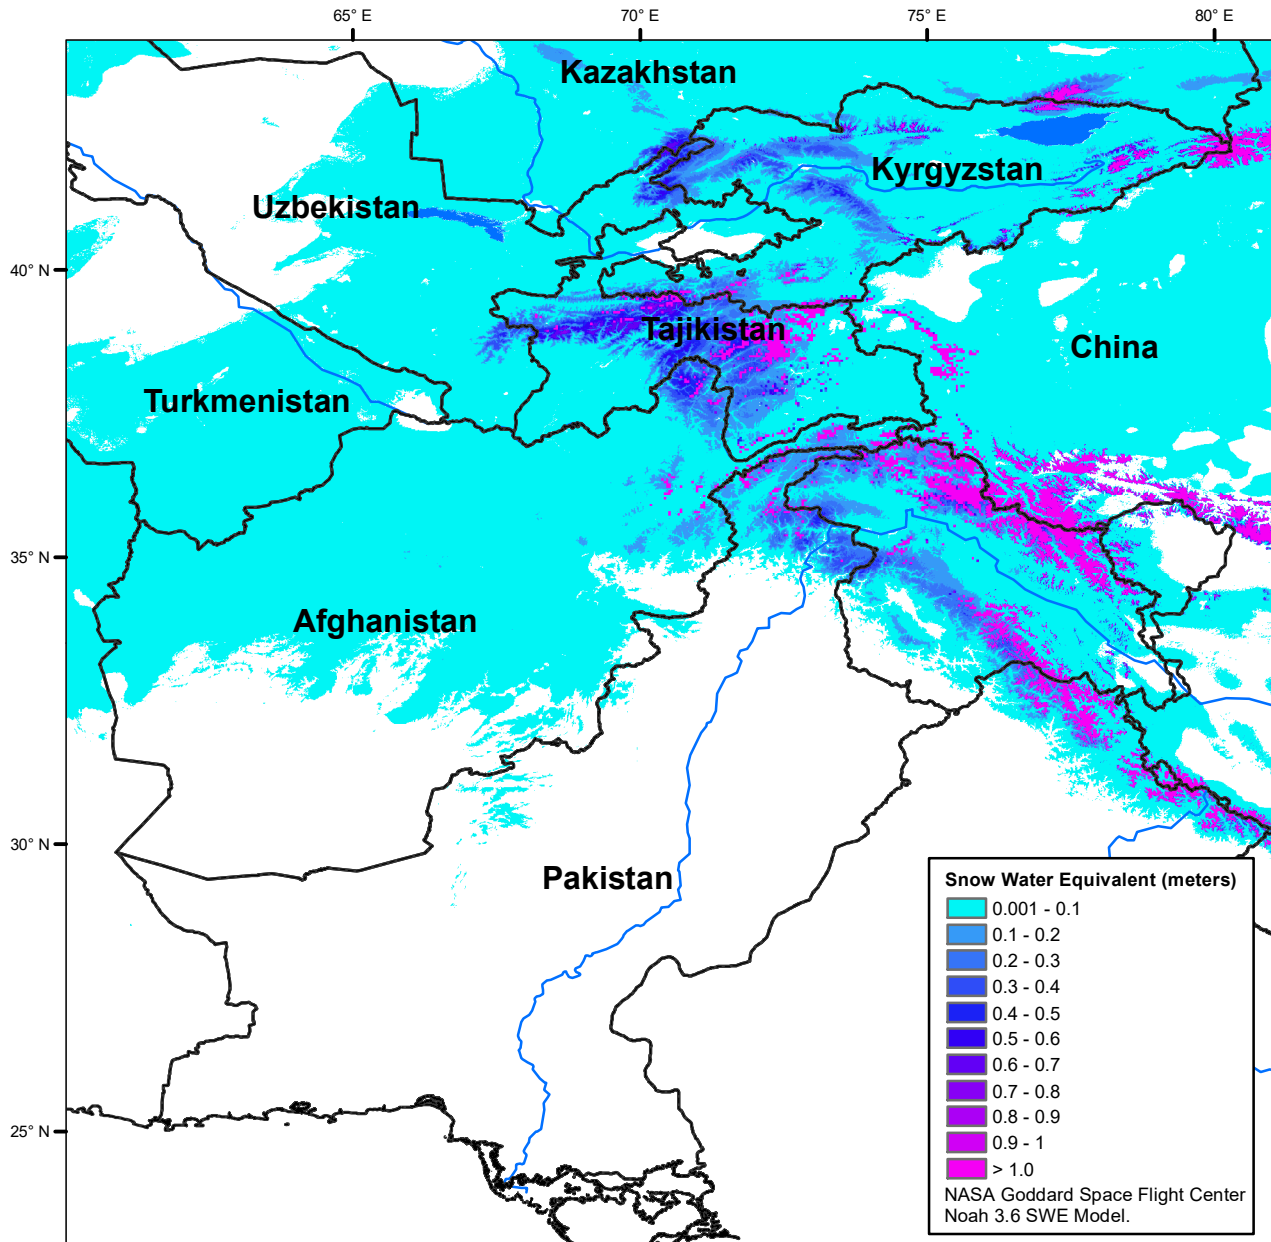 65° E
70° E
75° E
80° E
Kazakhstan
Kyrgyzstan
Uzbekistan
40° N
Tajikistan
China
Turkmenistan
35° N
Afghanistan
30° N
Pakistan
25° N
Snow Water Equivalent (meters)
0.001 - 0.1
0.1 - 0.2
0.2 - 0.3
0.3 - 0.4
0.4 - 0.5
0.5 - 0.6
0.6 - 0.7
0.7 - 0.8
0.8 - 0.9
0.9 - 1
> 1.0
NASA Goddard Space Flight Center
Noah 3.6 SWE Model.